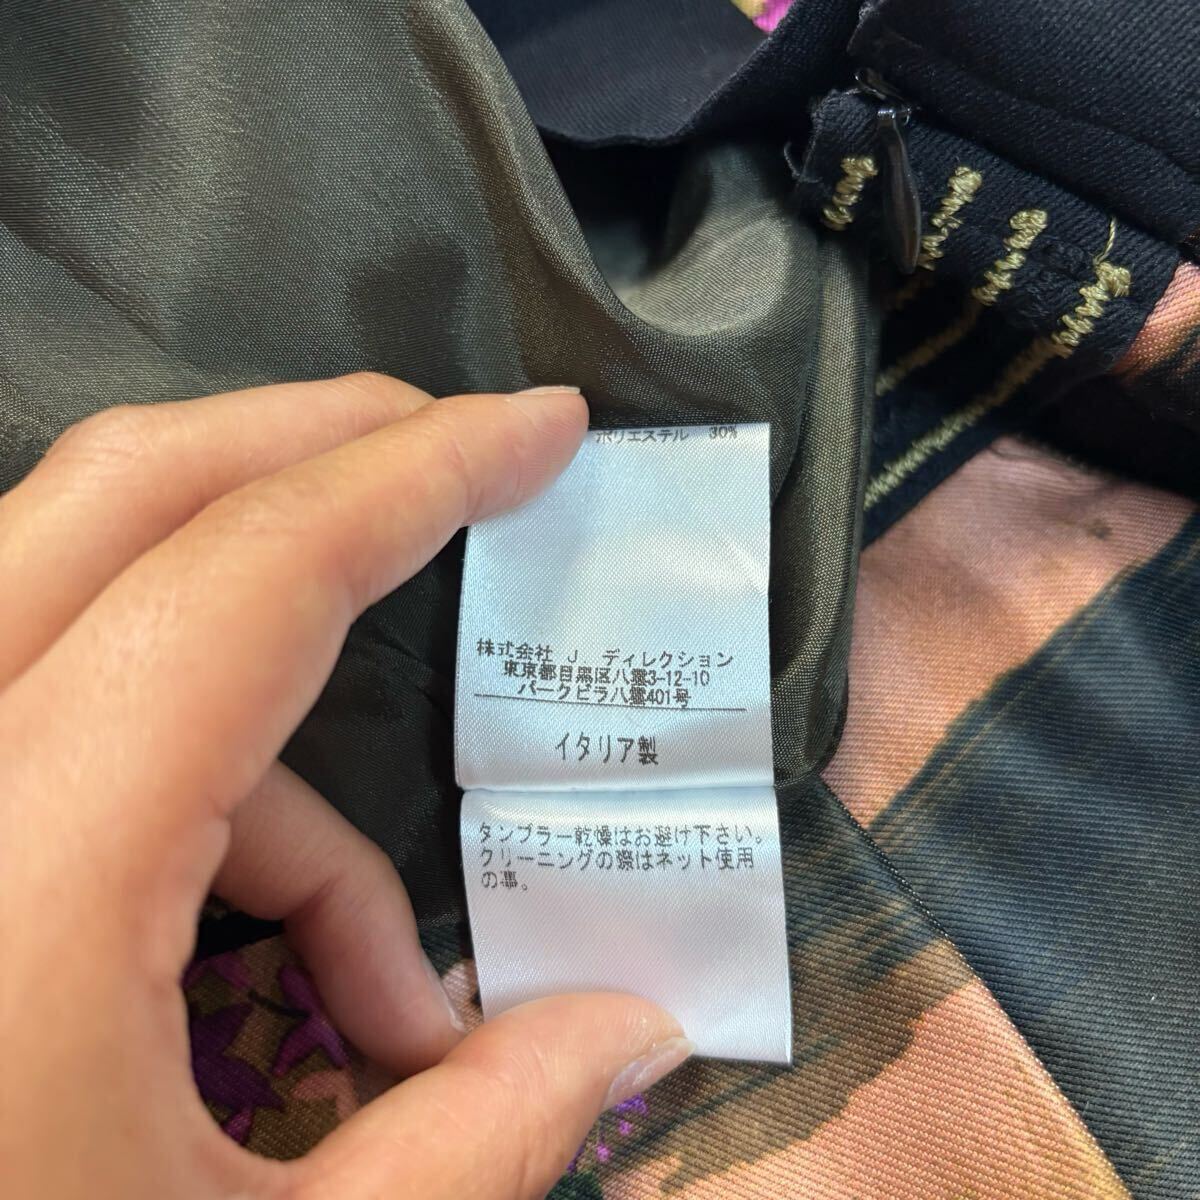 ポリエステル 30%
株式会社 J. ディレクション
東京都目黒区八雲3-12-10
パークビラ八雲401号
イタリア製
タンブラー乾燥はお避け下さい。
クリーニングの際はネット使用
の事。